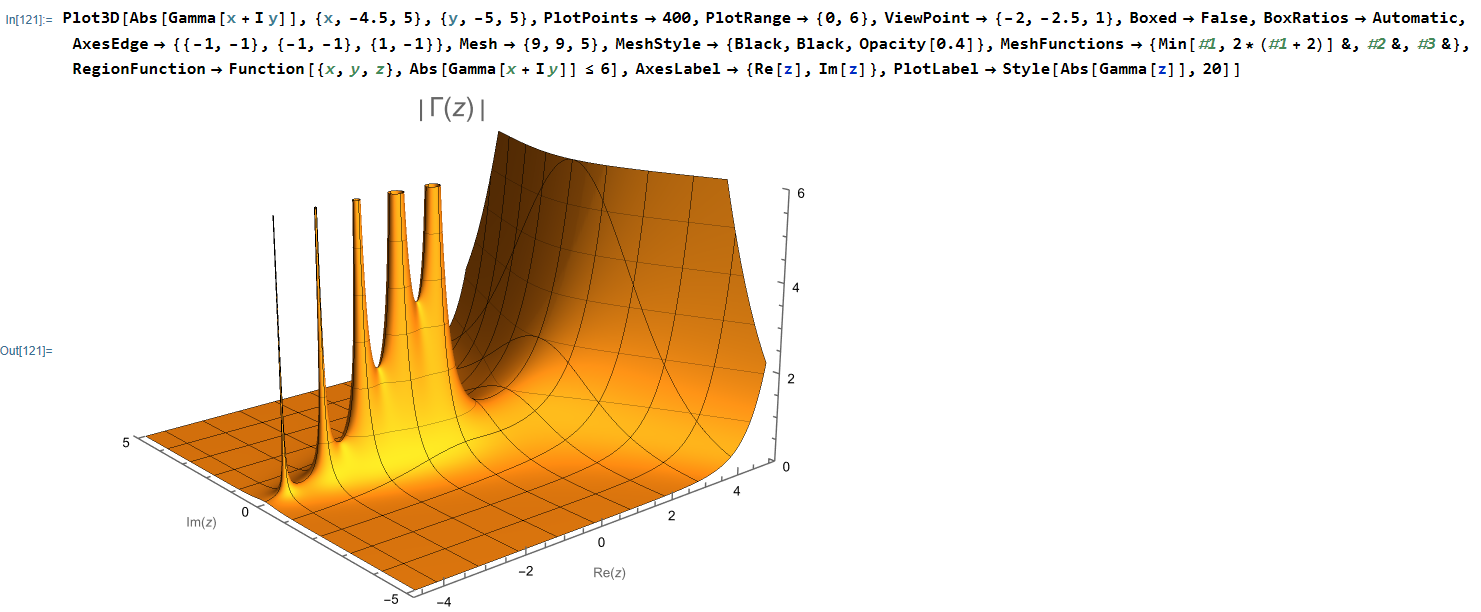 In[121]:= Plot3D[Abs[Gamma[x + I y]], {x, -4.5, 5}, {y, -5, 5}, PlotPoints → 400, PlotRange → {0, 6}, ViewPoint → {-2, -2.5, 1}, Boxed → False, BoxRatios → Automatic,
AxesEdge → {{-1, -1}, {-1, -1}, {1, -1}}, Mesh → {9, 9, 5}, MeshStyle → {Black, Black, Opacity[0.4]}, MeshFunctions → {Min[#1, 2 * (#1 + 2)] &, #2 &, #3 &},
RegionFunction → Function[{x, y, z}, Abs[Gamma[x + I y]] ≤ 6], AxesLabel → {Re[z], Im[z]}, PlotLabel → Style[Abs[Gamma[z]], 20]]
|Γ(z)|
6
4
Out[121]=
2
5
0
4
0
Im(z)
2
0
-2
Re(z)
-5
-4